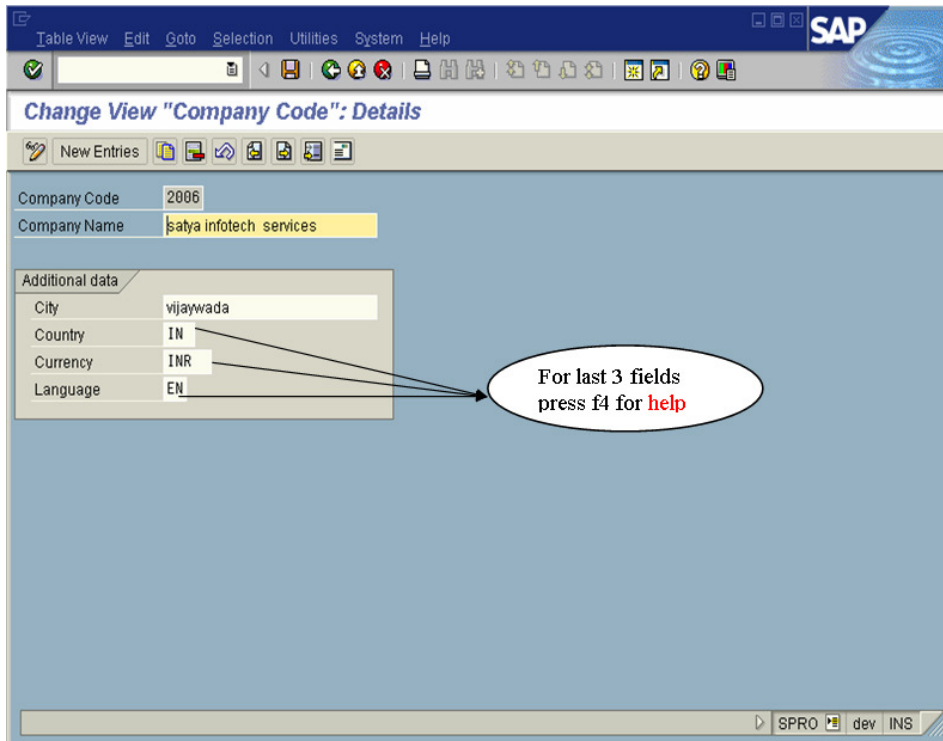 Table View Edit Goto Selection Utilities System Help
SAP
Change View "Company Code": Details
New Entries
Company Code 2006
Company Name satya infotech services
Additional data
City vijaywada
Country IN
Currency INR
Language EN
For last 3 fields
press f4 for help
SPRO dev INS